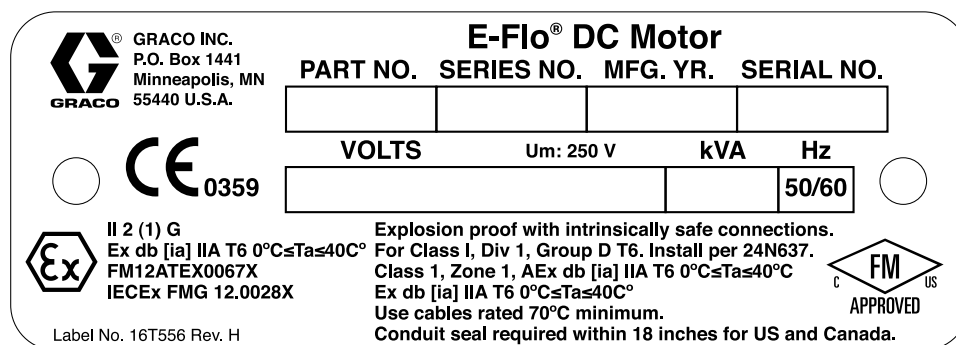 GRACO
®
GRACO INC.
P.O. Box 1441
Minneapolis, MN
55440 U.S.A.
E-Flo® DC Motor
PART NO. SERIES NO. MFG. YR. SERIAL NO.
VOLTS Um: 250 V kVA Hz
50/60
CE 0359
Ex
II 2 (1) G
Ex db [ia] IIA T6 0°C≤Ta≤40C°
FM12ATEX0067X
IECEx FMG 12.0028X
Label No. 16T556 Rev. H
Explosion proof with intrinsically safe connections.
For Class I, Div 1, Group D T6. Install per 24N637.
Class 1, Zone 1, AEx db [ia] IIA T6 0°C≤Ta≤40°C
Ex db [ia] IIA T6 0°C≤Ta≤40C°
Use cables rated 70°C minimum.
Conduit seal required within 18 inches for US and Canada.
FM
C US
APPROVED